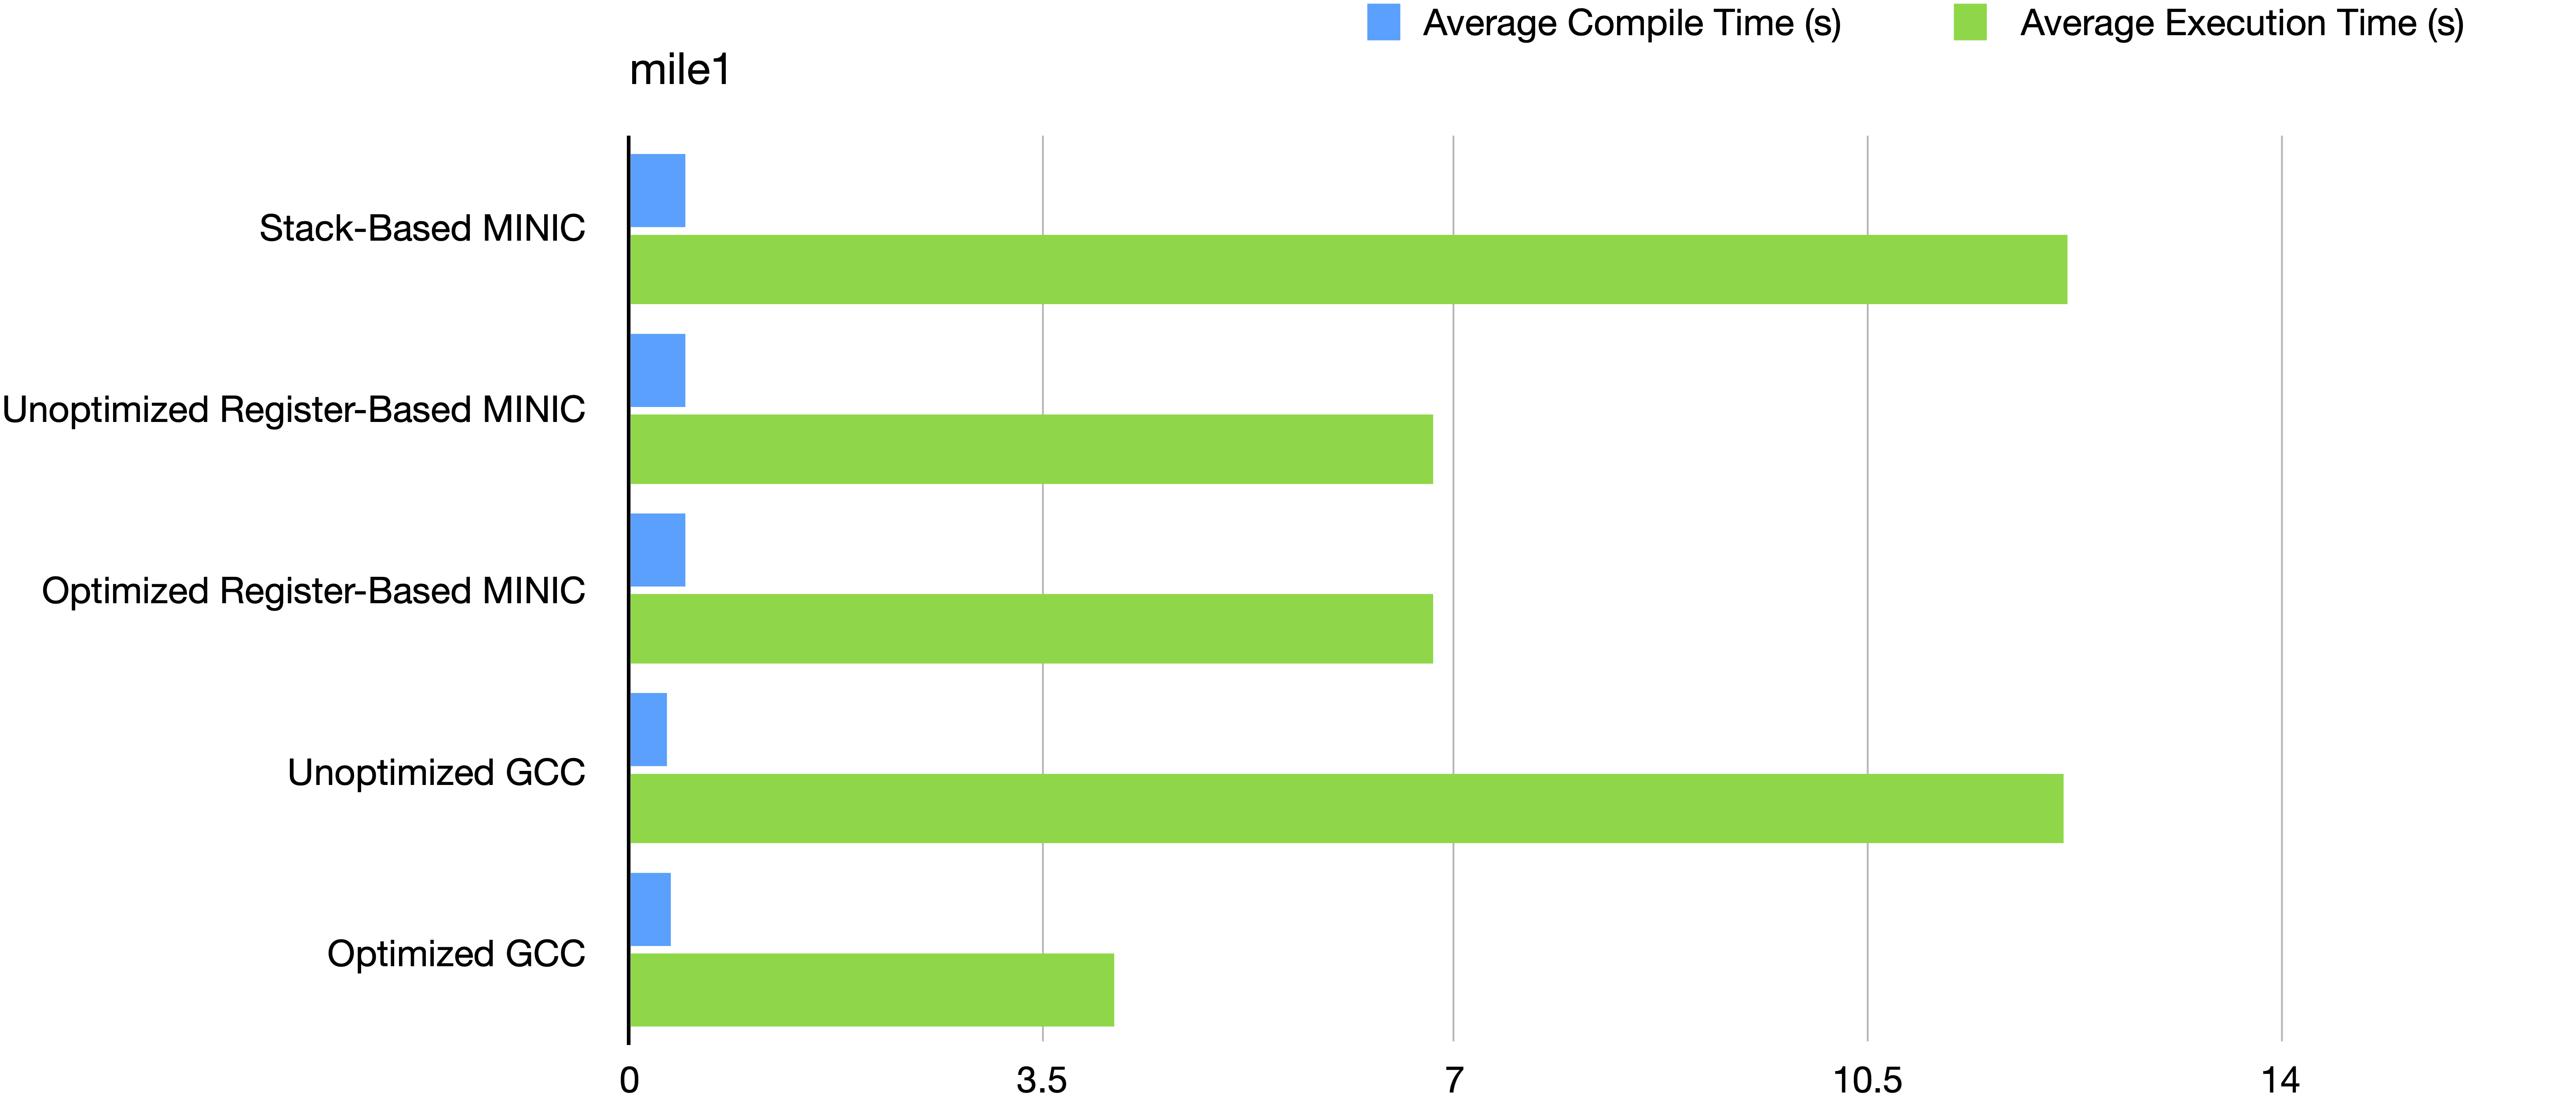 Average Compile Time (s) Average Execution Time (s)
mile1
Stack-Based MINIC
Unoptimized Register-Based MINIC
Optimized Register-Based MINIC
Unoptimized GCC
Optimized GCC
0 3.5 7 10.5 14